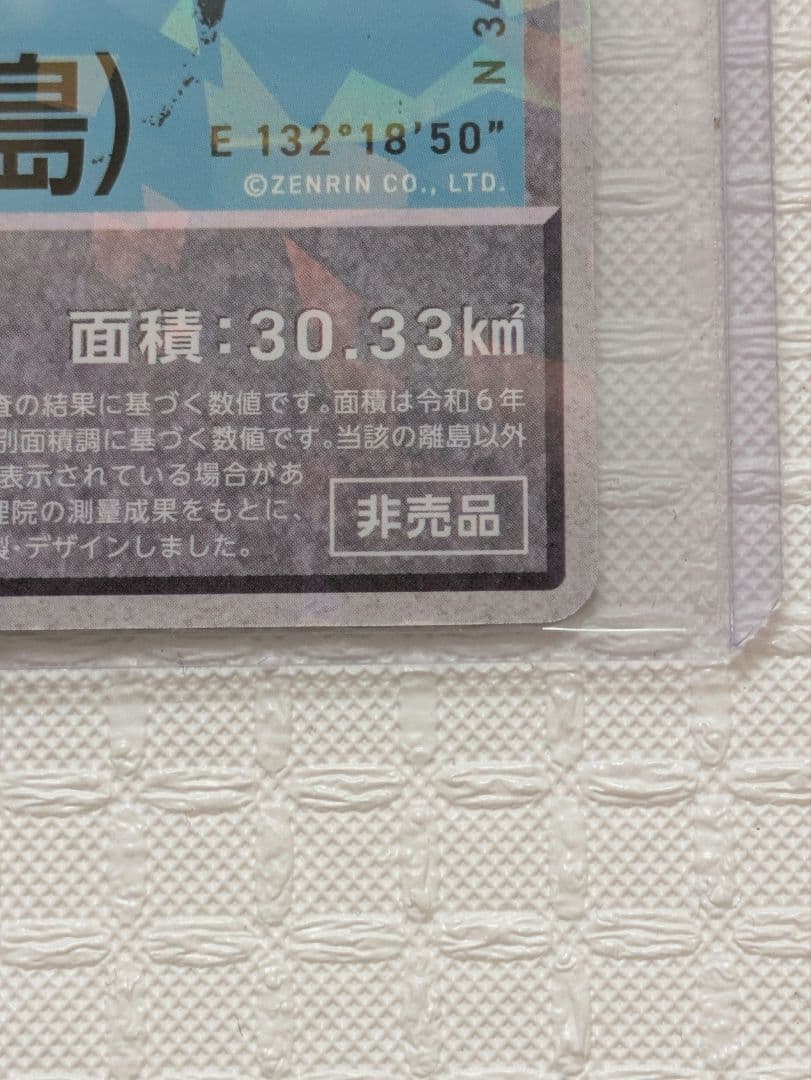 N 34
島)
E 132°18'50"
©ZENRIN CO., LTD.
面積:30.33㎢
査の結果に基づく数値です。面積は令和6年
別面積調に基づく数値です。当該の離島以外
表示されている場合があ
理院の測量成果をもとに、
製・デザインしました。
非売品